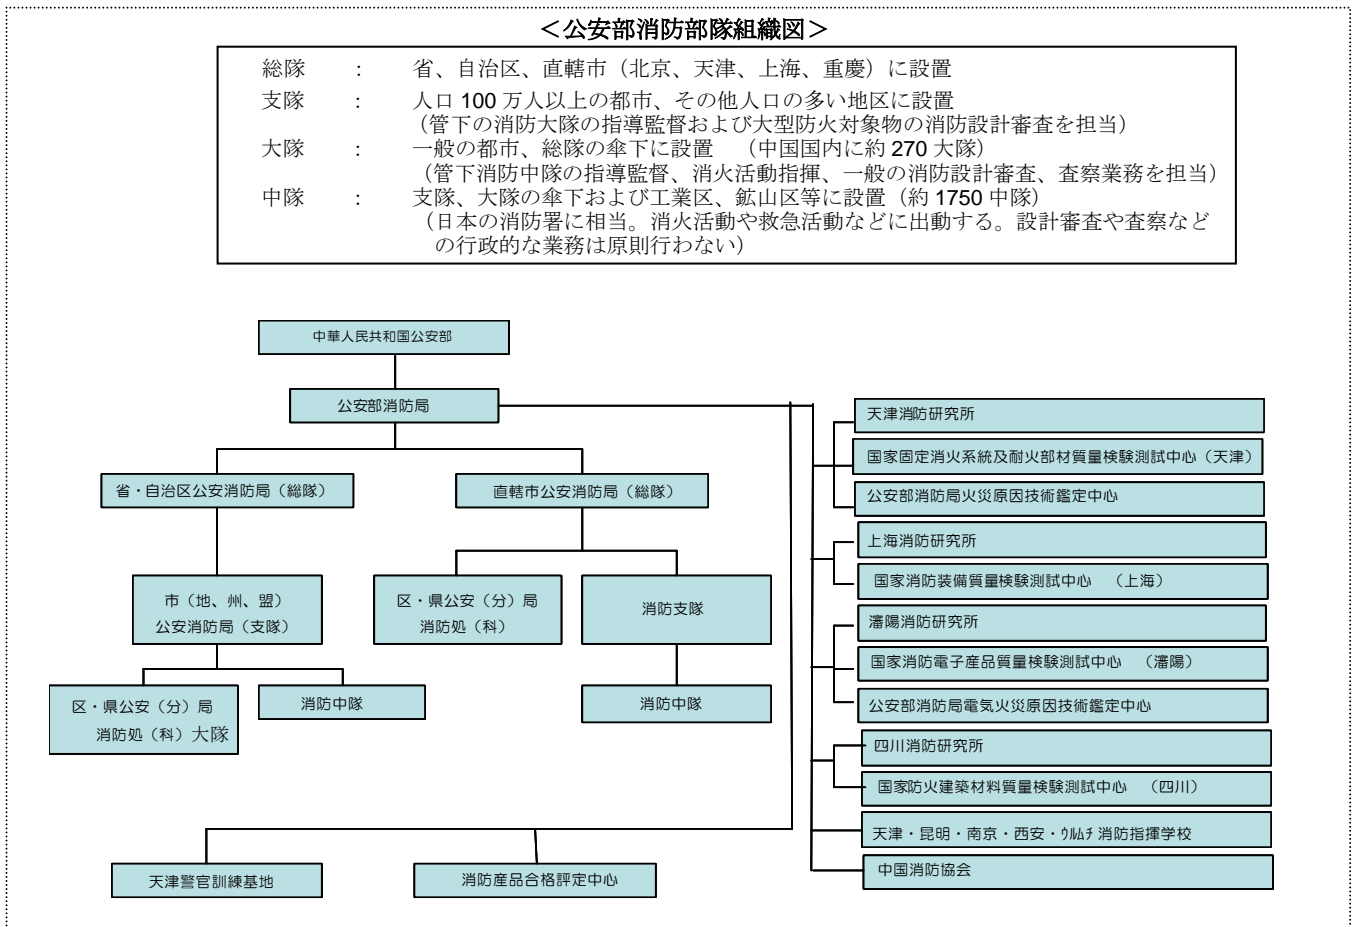 ＜公安部消防部隊組織図＞
総隊 : 省、自治区、直轄市（北京、天津、上海、重慶）に設置
支隊 : 人口 100 万人以上の都市、その他人口の多い地区に設置
（管下の消防大隊の指導監督および大型防火対象物の消防設計審査を担当）
大隊 : 一般の都市、総隊の傘下に設置 （中国国内に約 270 大隊）
（管下消防中隊の指導監督、消火活動指揮、一般の消防設計審査、査察業務を担当）
中隊 : 支隊、大隊の傘下および工業区、鉱山区等に設置（約 1750 中隊）
（日本の消防署に相当。消火活動や救急活動などに出動する。設計審査や査察など
の行政的な業務は原則行わない）
中華人民共和国公安部
公安部消防局
省・自治区公安消防局（総隊）
直轄市公安消防局（総隊）
市（地、州、盟）
公安消防局（支隊）
区・県公安（分）局
消防処（科）
消防支隊
区・県公安（分）局
消防処（科）大隊
消防中隊
消防中隊
天津警官訓練基地
消防産品合格評定中心
天津消防研究所
国家固定消火系統及耐火部材質量検験測試中心（天津）
公安部消防局火災原因技術鑑定中心
上海消防研究所
国家消防装備質量検験測試中心 （上海）
瀋陽消防研究所
国家消防電子産品質量検験測試中心 （瀋陽）
公安部消防局電気火災原因技術鑑定中心
四川消防研究所
国家防火建築材料質量検験測試中心 （四川）
天津・昆明・南京・西安・ｳﾙﾑﾁ消防指揮学校
中国消防協会